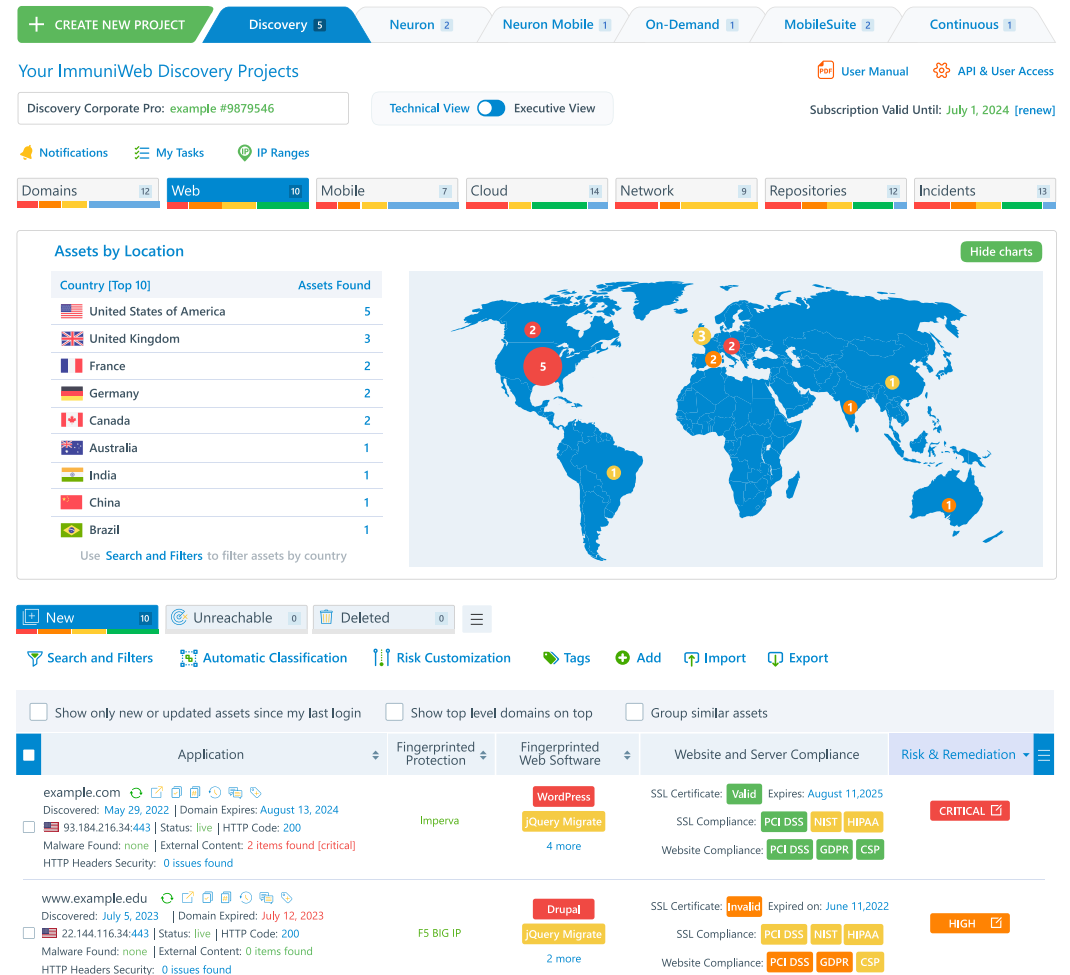 CREATE NEW PROJECT Discovery 5 Neuron 2 Neuron Mobile 1 On-Demand 1 MobileSuite 2 Continuous 1
Your ImmuniWeb Discovery Projects PDF User Manual API & User Access
Discovery Corporate Pro: example #9879546 Technical View Executive View Subscription Valid Until: July 1, 2024 [renew]
Notifications My Tasks IP IP Ranges
Domains 12 Web 10 Mobile 7 Cloud 14 Network 9 Repositories 12 Incidents 13
Assets by Location Hide charts
Country [Top 10] Assets Found
United States of America 5
United Kingdom 3
France 2
Germany 2
Canada 2
Australia 1
India 1
China 1
Brazil 1
Use Search and Filters to filter assets by country
2
3
2
5
2
1
1
1
1
New 10 Unreachable 0 Deleted 0
Search and Filters Automatic Classification Risk Customization Tags Add Import Export
Show only new or updated assets since my last login Show top level domains on top Group similar assets
Application Fingerprinted Protection Fingerprinted Web Software Website and Server Compliance Risk & Remediation
example.com
Discovered: May 29, 2022 | Domain Expires: August 13, 2024
93.184.216.34:443 | Status: live | HTTP Code: 200
Malware Found: none | External Content: 2 items found [critical]
HTTP Headers Security: 0 issues found
Imperva
WordPress
jQuery Migrate
4 more
SSL Certificate: Valid Expires: August 11,2025
SSL Compliance: PCI DSS NIST HIPAA
Website Compliance: PCI DSS GDPR CSP
CRITICAL
www.example.edu
Discovered: July 5, 2023 | Domain Expired: July 12, 2023
22.144.116.34:443 | Status: live | HTTP Code: 200
Malware Found: none | External Content: 0 items found
HTTP Headers Security: 0 issues found
F5 BIG IP
Drupal
jQuery Migrate
2 more
SSL Certificate: Invalid Expired on: June 11,2022
SSL Compliance: PCI DSS NIST HIPAA
Website Compliance: PCI DSS GDPR CSP
HIGH